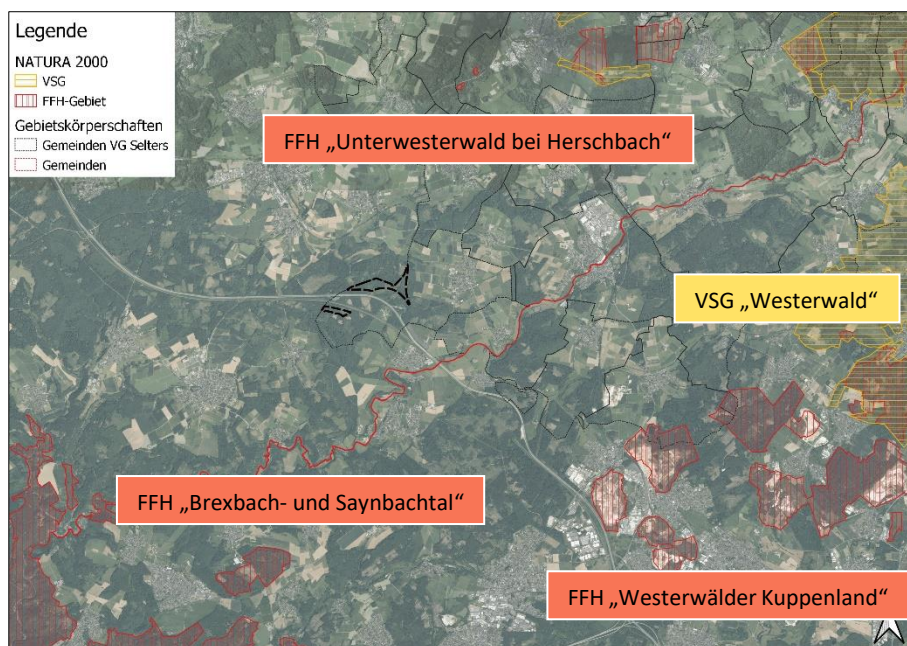 Legende
NATURA 2000
VSG
FFH-Gebiet
Gebietskörperschaften
Gemeinden VG Selters
Gemeinden
FFH „Unterwesterwald bei Herschbach“
VSG „Westerwald“
FFH „Brexbach- und Saynbachtal“
FFH „Westerwälder Kuppenland“